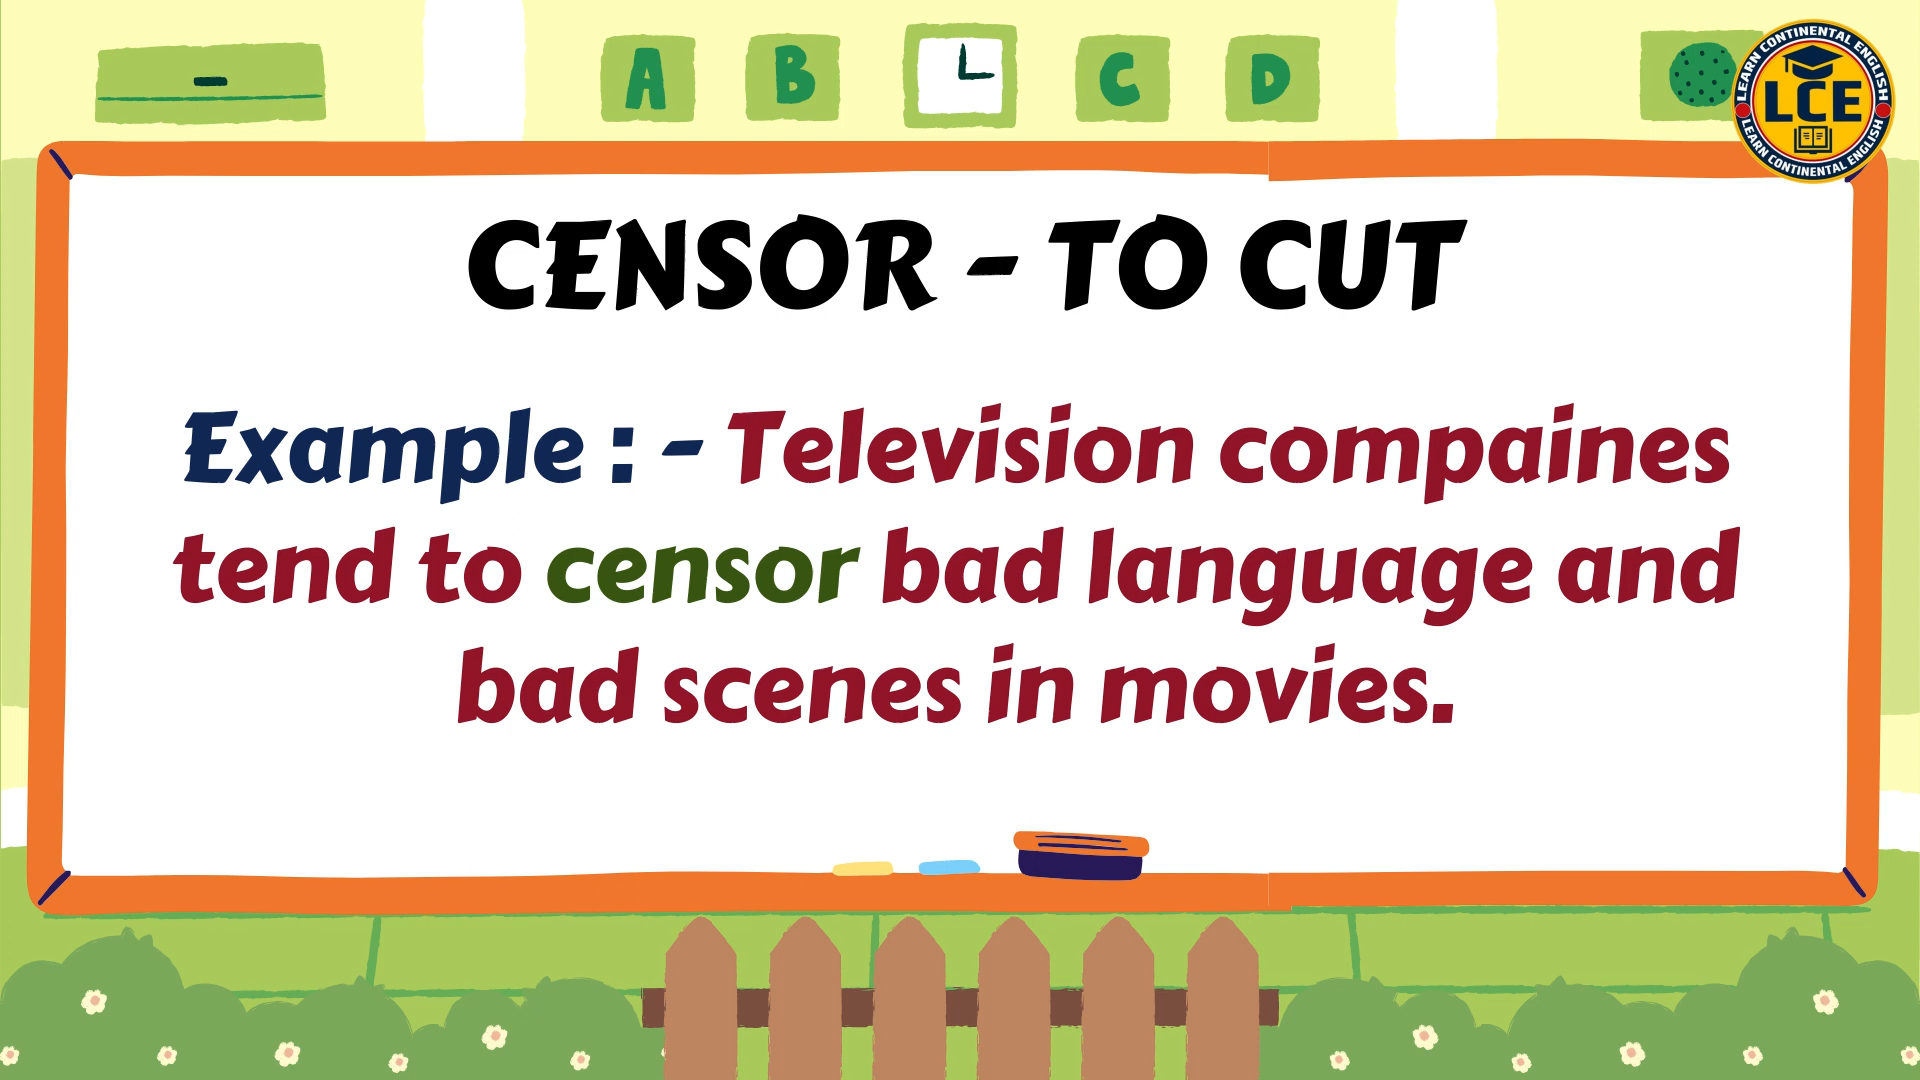 A B C D
LEARN CONTINENTAL ENGLISH
LCE
LEARN CONTINENTAL ENGLISH
CENSOR - TO CUT
Example : - Television compaines
tend to censor bad language and
bad scenes in movies.